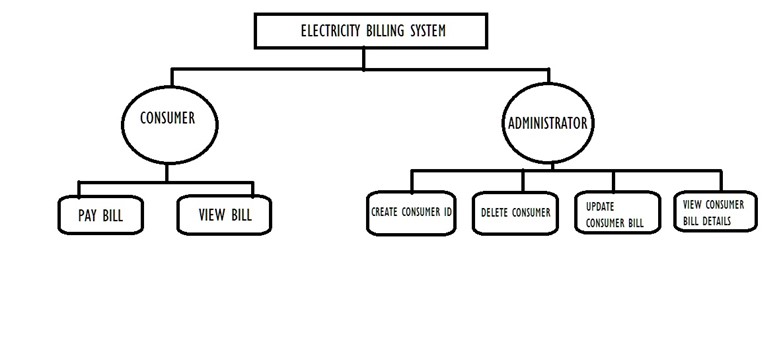 ELECTRICITY BILLING SYSTEM
CONSUMER
ADMINISTRATOR
PAY BILL
VIEW BILL
CREATE CONSUMER ID
DELETE CONSUMER
UPDATE
CONSUMER BILL
VIEW CONSUMER
BILL DETAILS